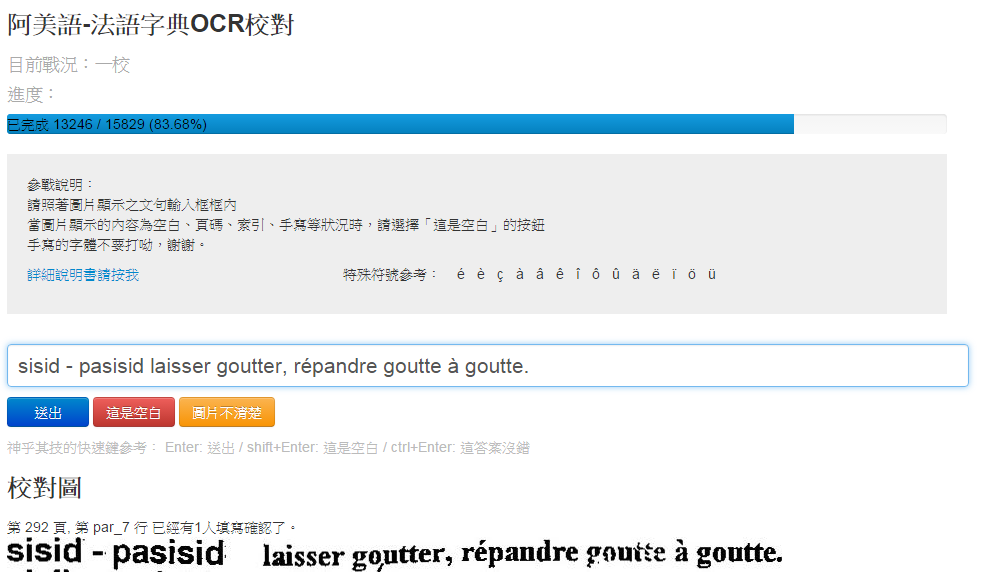 阿美語-法語字典OCR校對
目前戰況：一校
進度：
已完成 13246 / 15829 (83.68%)
參戰說明：
請照著圖片顯示之文句輸入框框內
當圖片顯示的內容為空白、頁碼、索引、手寫等狀況時，請選擇「這是空白」的按鈕
手寫的字體不要打呦，謝謝。
詳細說明書請按我 特殊符號參考： é è ç à â ê î ô û ä ë ï ö ü
sisid - pasisid laisser goutter, répandre goutte à goutte.
送出 這是空白 圖片不清楚
神乎其技的快速鍵參考： Enter: 送出 / shift+Enter: 這是空白 / ctrl+Enter: 這答案沒錯
校對圖
第 292 頁, 第 par_7 行 已經有1人填寫確認了。
sisid - pasisid laisser goutter, répandre goutte à goutte.